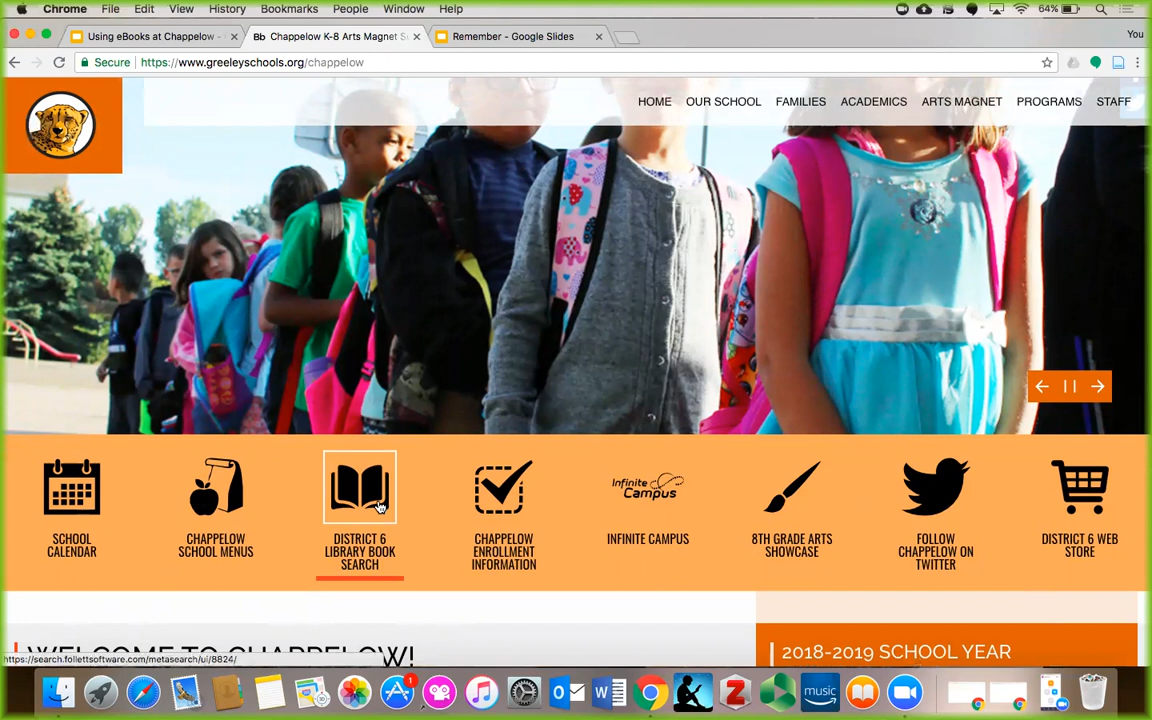 Chrome File Edit View History Bookmarks People Window Help 64%
Using eBooks at Chappelow - Bb Chappelow K-8 Arts Magnet S Remember - Google Slides You
Secure https://www.greeleyschools.org/chappelow
HOME OUR SCHOOL FAMILIES ACADEMICS ARTS MAGNET PROGRAMS STAFF
Infinite Campus
SCHOOL CALENDAR
CHAPPELOW SCHOOL MENUS
DISTRICT 6 LIBRARY BOOK SEARCH
CHAPPELOW ENROLLMENT INFORMATION
INFINITE CAMPUS
8TH GRADE ARTS SHOWCASE
FOLLOW CHAPPELOW ON TWITTER
DISTRICT 6 WEB STORE
WELCOME TO CHAPPELOW!
2018-2019 SCHOOL YEAR
https://search.follettsoftware.com/metasearch/ui/8824/
1
music